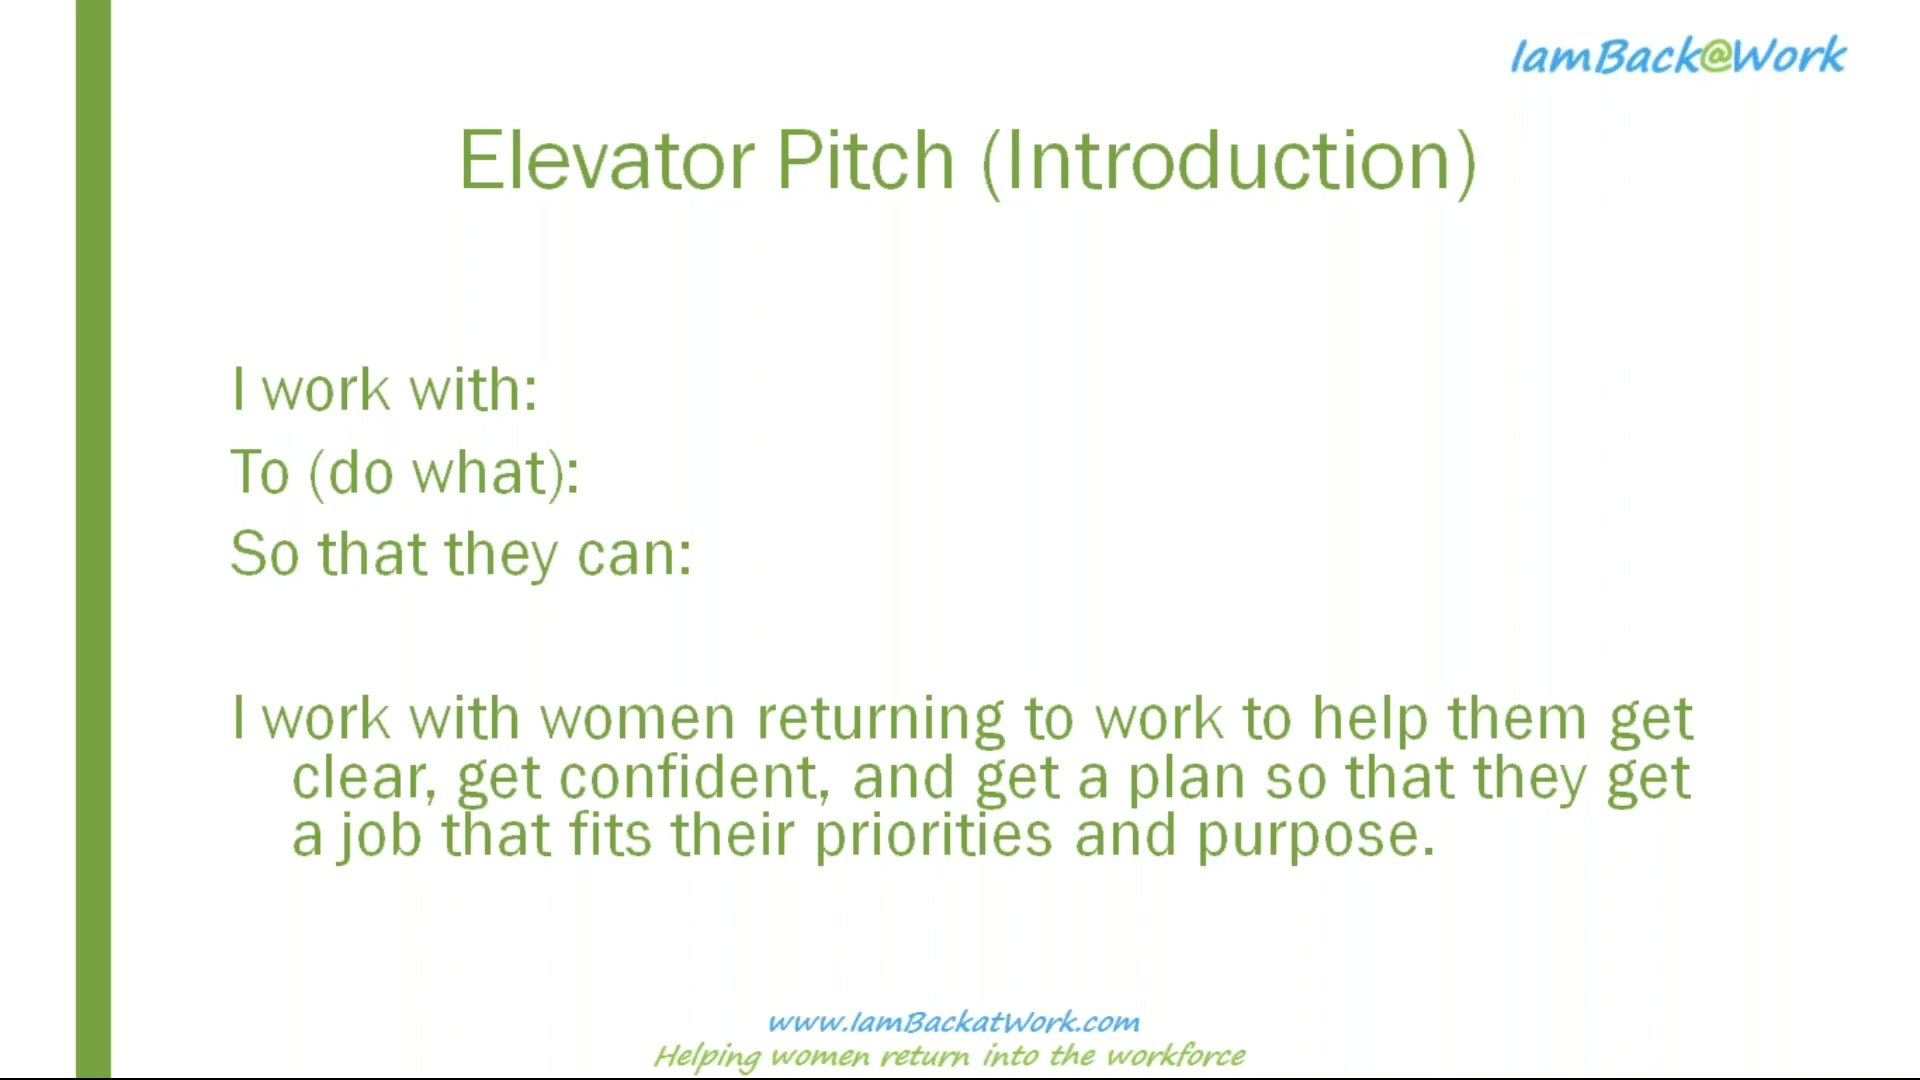 IamBack@Work
Elevator Pitch (Introduction)
I work with:
To (do what):
So that they can:
I work with women returning to work to help them get
clear, get confident, and get a plan so that they get
a job that fits their priorities and purpose.
www.IamBackatWork.com
Helping women return into the workforce